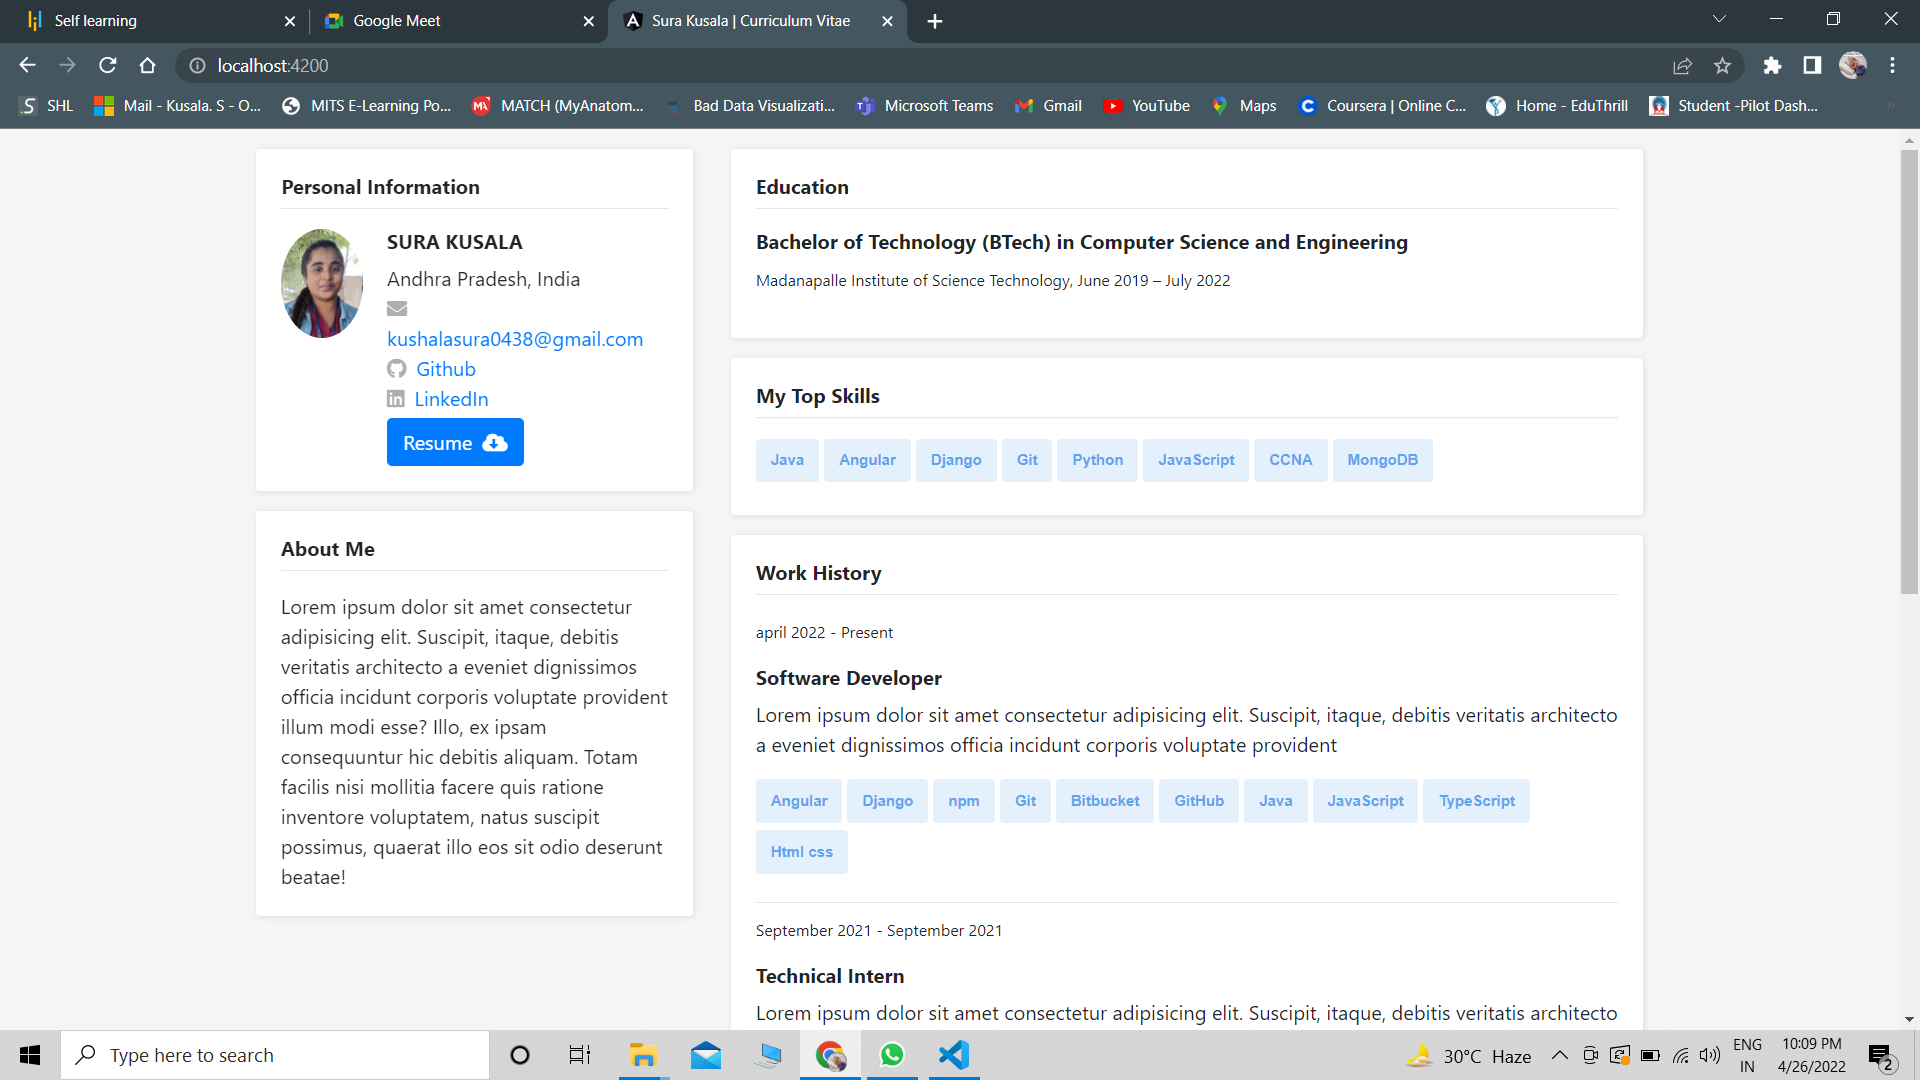 Self learning
Google Meet
Sura Kusala | Curriculum Vitae
localhost:4200
SHL
Mail - Kusala. S - O...
MITS E-Learning Po...
MATCH (MyAnatom...
Bad Data Visualizati...
Microsoft Teams
Gmail
YouTube
Maps
Coursera | Online C...
Home - EduThrill
Student -Pilot Dash...
Personal Information
SURA KUSALA
Andhra Pradesh, India
kushalasura0438@gmail.com
Github
LinkedIn
Resume
About Me
Lorem ipsum dolor sit amet consectetur
adipisicing elit. Suscipit, itaque, debitis
veritatis architecto a eveniet dignissimos
officia incidunt corporis voluptate provident
illum modi esse? Illo, ex ipsam
consequuntur hic debitis aliquam. Totam
facilis nisi mollitia facere quis ratione
inventore voluptatem, natus suscipit
possimus, quaerat illo eos sit odio deserunt
beatae!
Education
Bachelor of Technology (BTech) in Computer Science and Engineering
Madanapalle Institute of Science Technology, June 2019 – July 2022
My Top Skills
Java Angular Django Git Python JavaScript CCNA MongoDB
Work History
april 2022 - Present
Software Developer
Lorem ipsum dolor sit amet consectetur adipisicing elit. Suscipit, itaque, debitis veritatis architecto
a eveniet dignissimos officia incidunt corporis voluptate provident
Angular Django npm Git Bitbucket GitHub Java JavaScript TypeScript
Html css
September 2021 - September 2021
Technical Intern
Lorem ipsum dolor sit amet consectetur adipisicing elit. Suscipit, itaque, debitis veritatis architecto
Type here to search
30°C Haze
ENG
IN
10:09 PM
4/26/2022
2